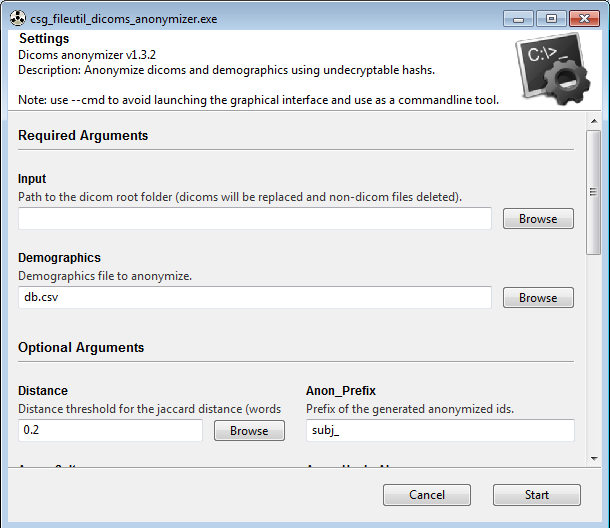 csg_fileutil_dicoms_anonymizer.exe
Settings
Dicoms anonymizer v1.3.2
Description: Anonymize dicoms and demographics using undecryptable hashs.
Note: use --cmd to avoid launching the graphical interface and use as a commandline tool.
C:\>_
Required Arguments
Input
Path to the dicom root folder (dicoms will be replaced and non-dicom files deleted).
Browse
Demographics
Demographics file to anonymize.
db.csv
Browse
Optional Arguments
Distance
Distance threshold for the jaccard distance (words
0.2
Browse
Anon_Prefix
Prefix of the generated anonymized ids.
subj_
Cancel
Start